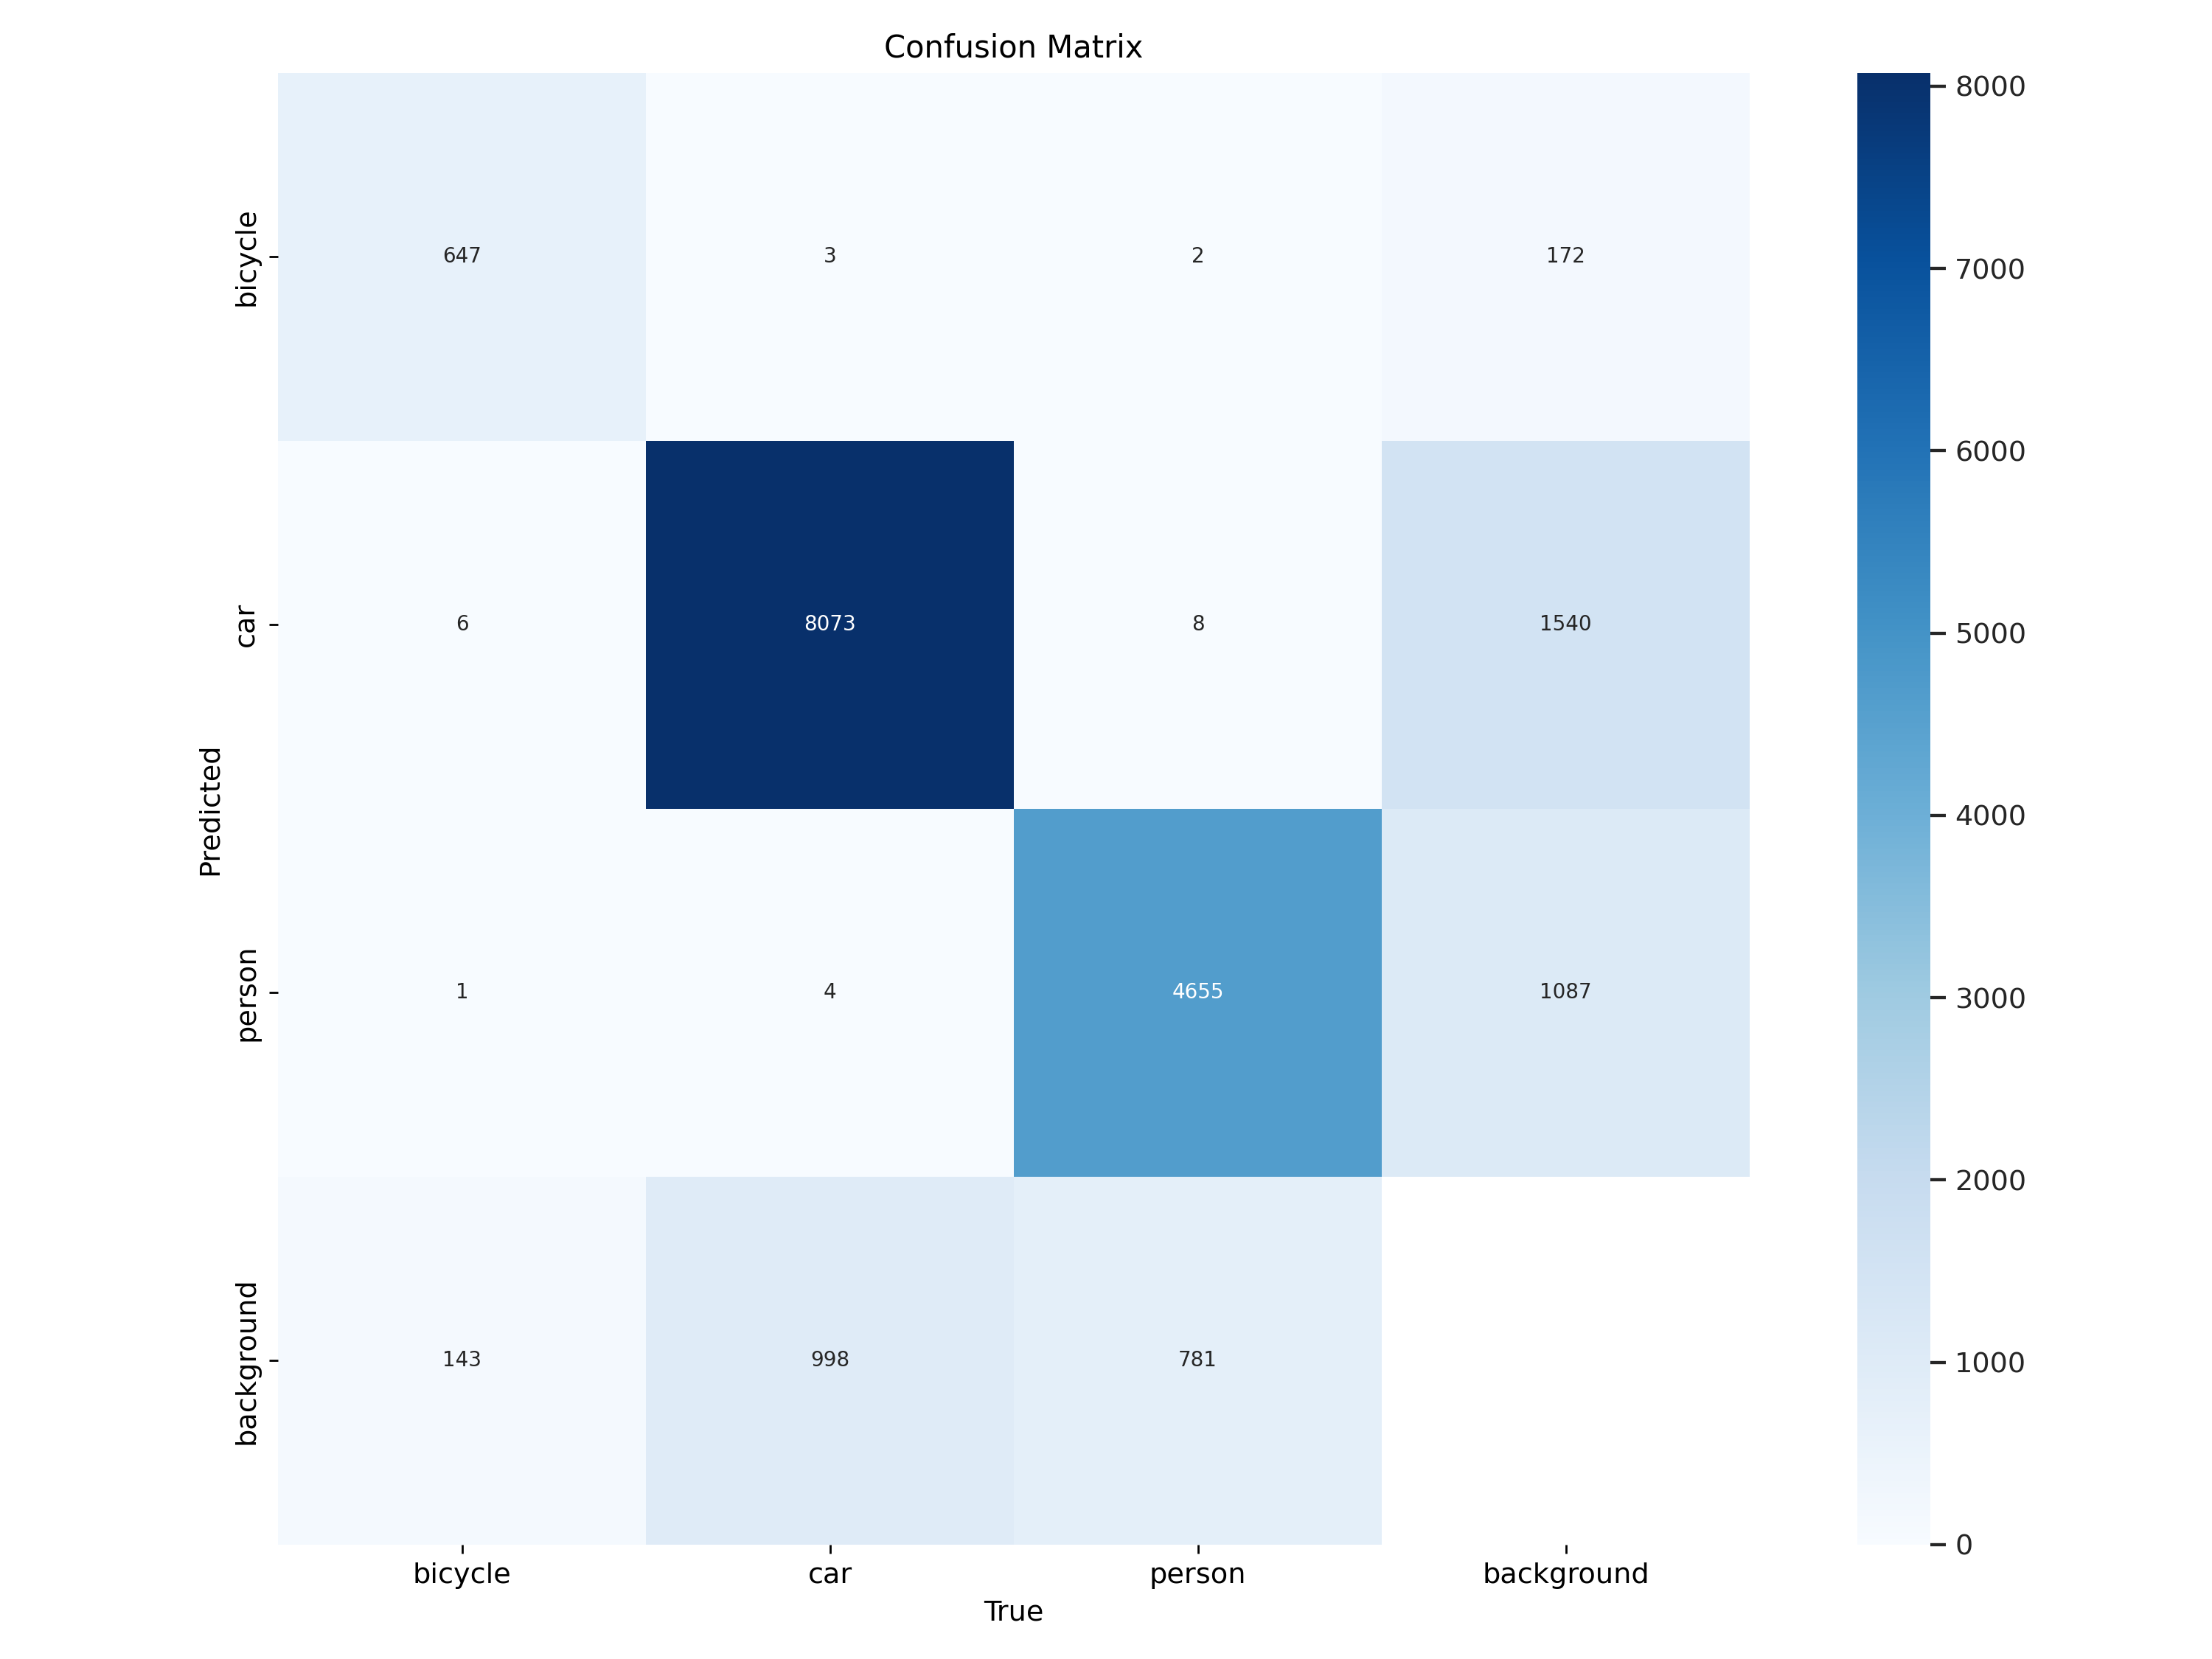 Confusion Matrix
bicycle
647 3 2 172
car
6 8073 8 1540
person
1 4 4655 1087
background
143 998 781
Predicted
bicycle car person background
True
8000
7000
6000
5000
4000
3000
2000
1000
0